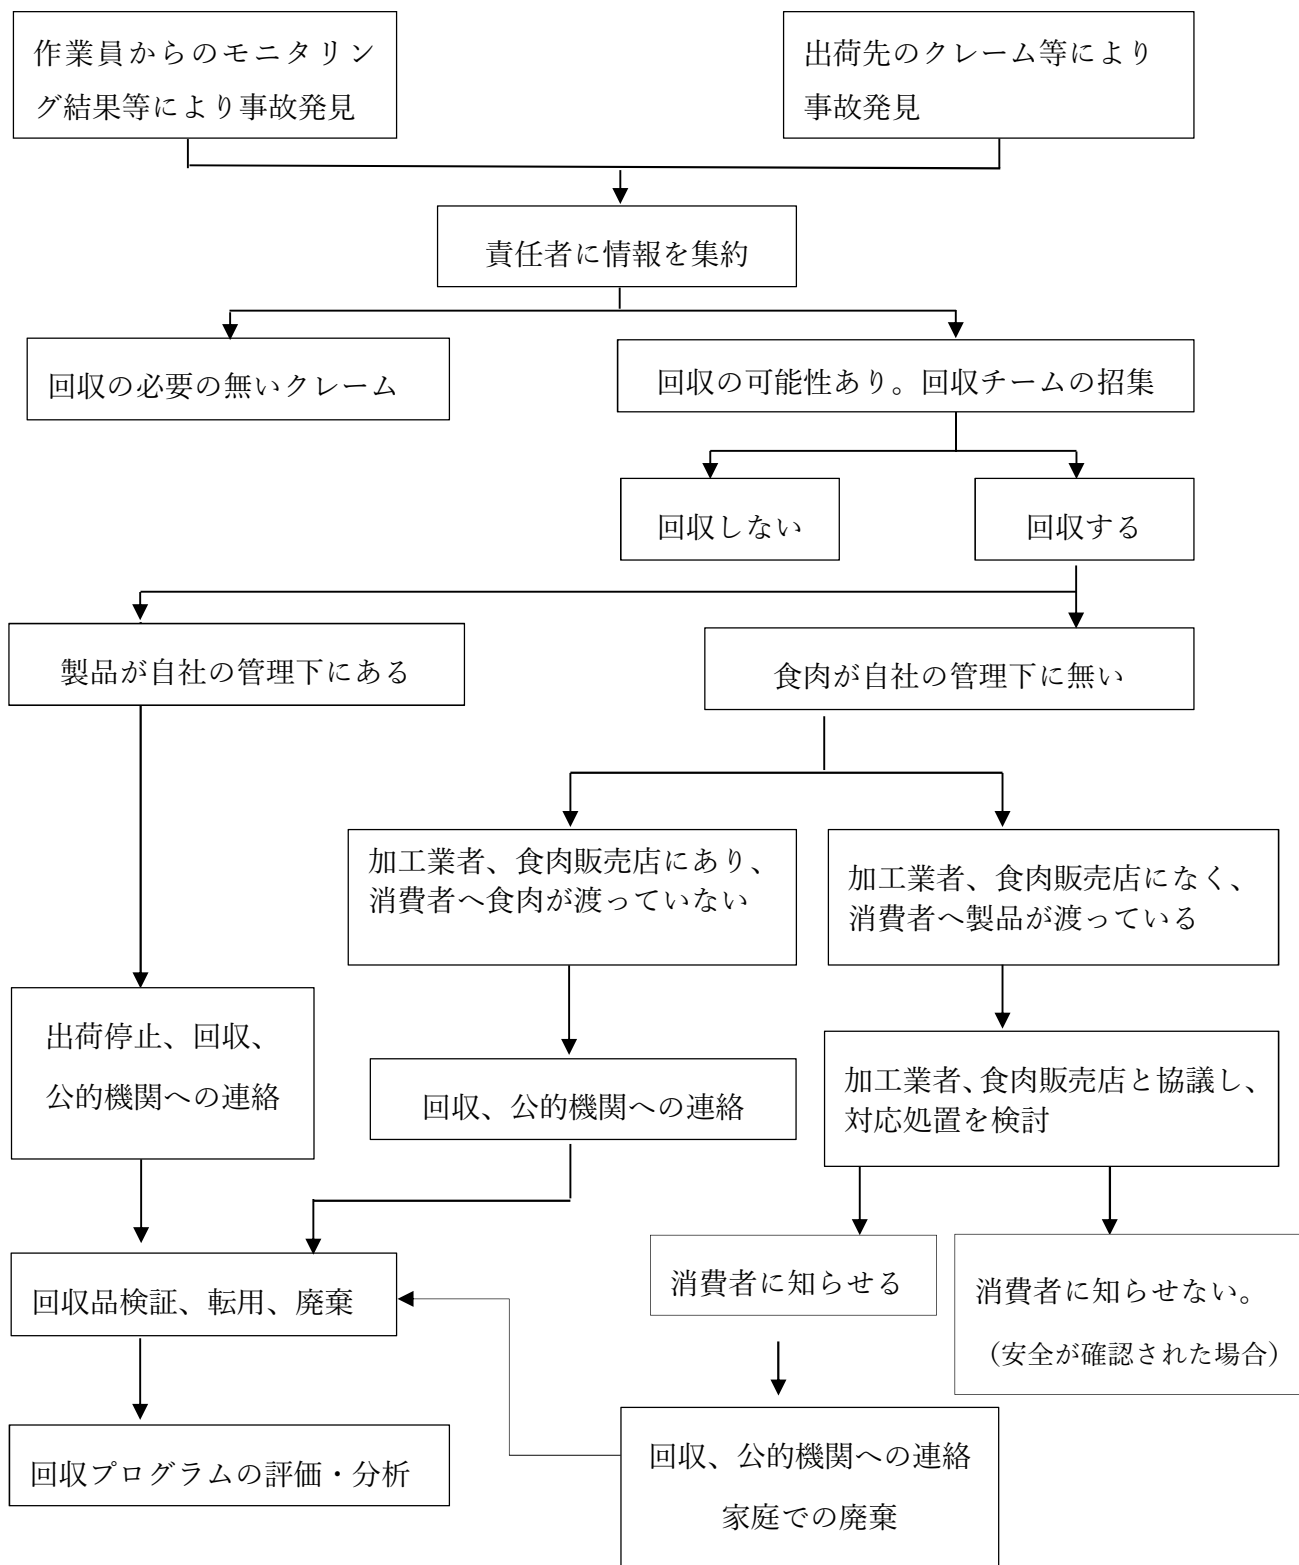 作業員からのモニタリン
グ結果等により事故発見
出荷先のクレーム等により
事故発見
責任者に情報を集約
回収の必要の無いクレーム
回収の可能性あり。回収チームの招集
回収しない
回収する
製品が自社の管理下にある
食肉が自社の管理下に無い
加工業者、食肉販売店にあり、
消費者へ食肉が渡っていない
加工業者、食肉販売店になく、
消費者へ製品が渡っている
出荷停止、回収、
公的機関への連絡
回収、公的機関への連絡
加工業者、食肉販売店と協議し、
対応処置を検討
回収品検証、転用、廃棄
消費者に知らせる
消費者に知らせない。
（安全が確認された場合）
回収プログラムの評価・分析
回収、公的機関への連絡
家庭での廃棄